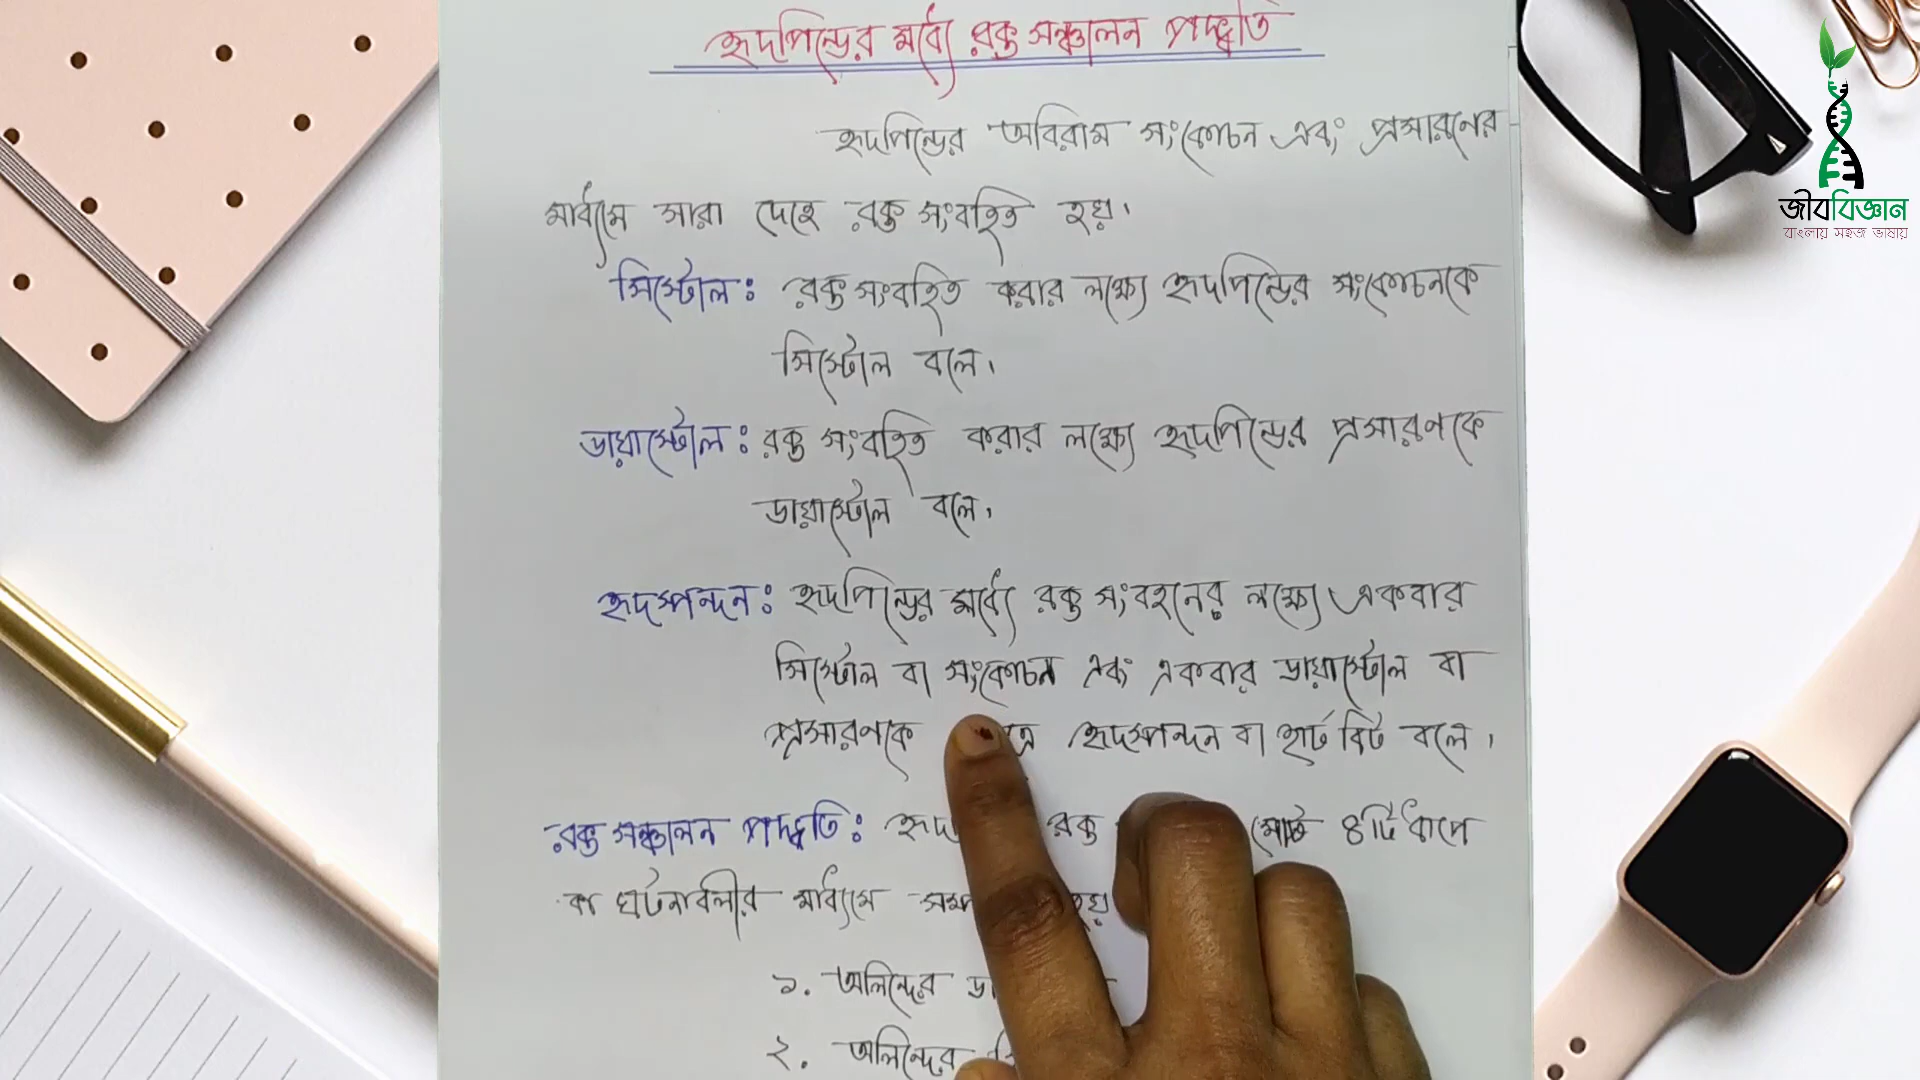 হৃদপিন্ডের মধ্যে রক্ত সঞ্চালন পদ্ধতি
হৃদপিন্ডের অবিরাম সংকোচন এবং প্রসারনের
মাধ্যমে সারা দেহে রক্ত সংবহিত হয়।
সিস্টোল: রক্ত সংবহিত করার লক্ষ্যে হৃদপিন্ডের সংকোচনকে
সিস্টোল বলে।
ডায়াস্টোল: রক্ত সংবহিত করার লক্ষ্যে হৃদপিন্ডের প্রসারণকে
ডায়াস্টোল বলে।
হৃদস্পন্দন: হৃদপিন্ডের মধ্যে রক্ত সংবহনের লক্ষ্যে একবার
সিস্টোল বা সংকোচন এবং একবার ডায়াস্টোল বা
প্রসারণকে হৃদস্পন্দন বা হার্ট বিট বলে।
রক্ত সঞ্চালন পদ্ধতি: রক্ত মোট ৪টি ধাপে
বা ঘটনাবলীর মাধ্যমে হয়
১. অলিন্দের
২. অলিন্দের
জীববিজ্ঞান
বাংলায় সহজ ভাষায়